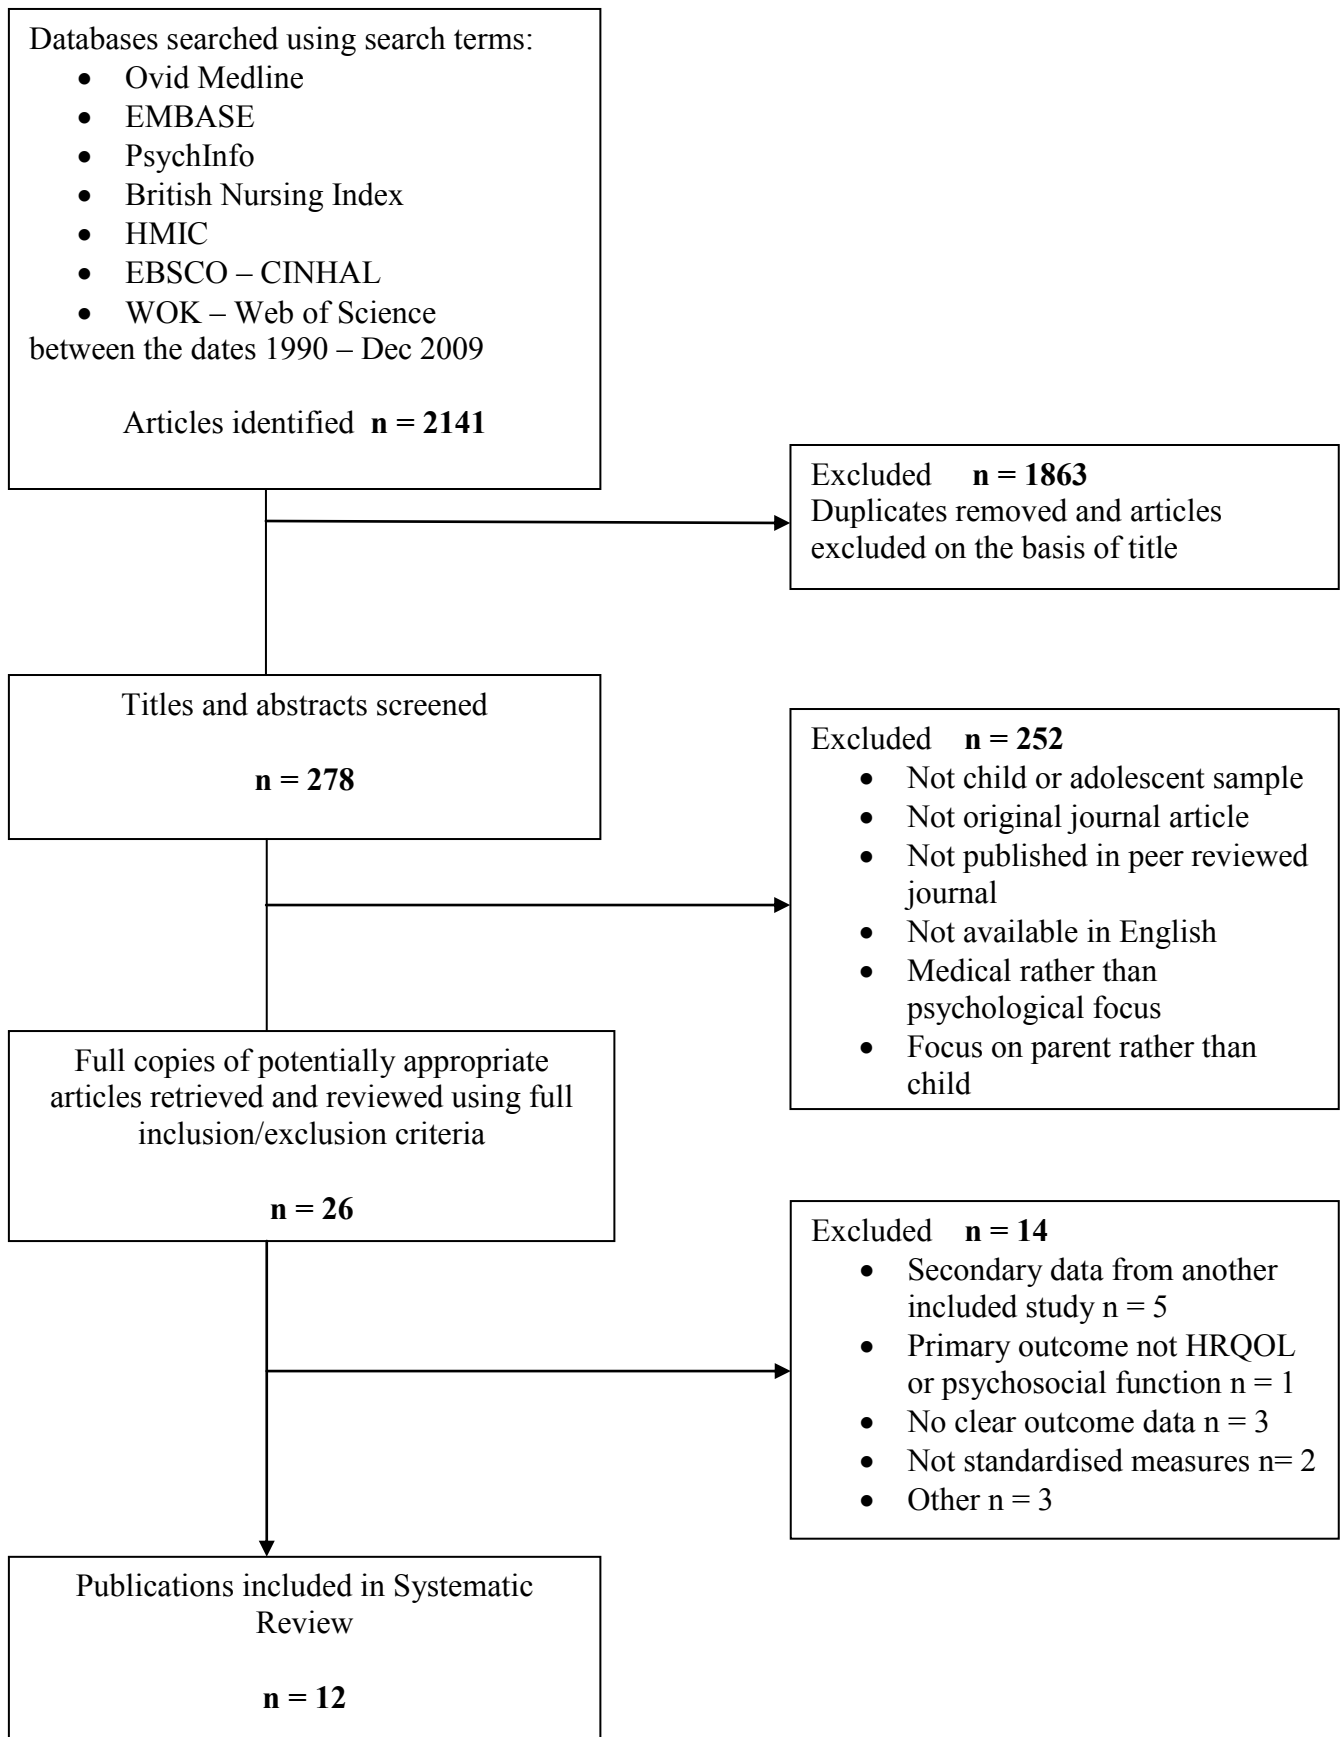 Databases searched using search terms:
• Ovid Medline
• EMBASE
• PsychInfo
• British Nursing Index
• HMIC
• EBSCO – CINHAL
• WOK – Web of Science
between the dates 1990 – Dec 2009
Articles identified n = 2141
Excluded n = 1863
Duplicates removed and articles
excluded on the basis of title
Titles and abstracts screened
n = 278
Excluded n = 252
• Not child or adolescent sample
• Not original journal article
• Not published in peer reviewed
journal
• Not available in English
• Medical rather than
psychological focus
• Focus on parent rather than
child
Full copies of potentially appropriate
articles retrieved and reviewed using full
inclusion/exclusion criteria
n = 26
Excluded n = 14
• Secondary data from another
included study n = 5
• Primary outcome not HRQOL
or psychosocial function n = 1
• No clear outcome data n = 3
• Not standardised measures n= 2
• Other n = 3
Publications included in Systematic
Review
n = 12